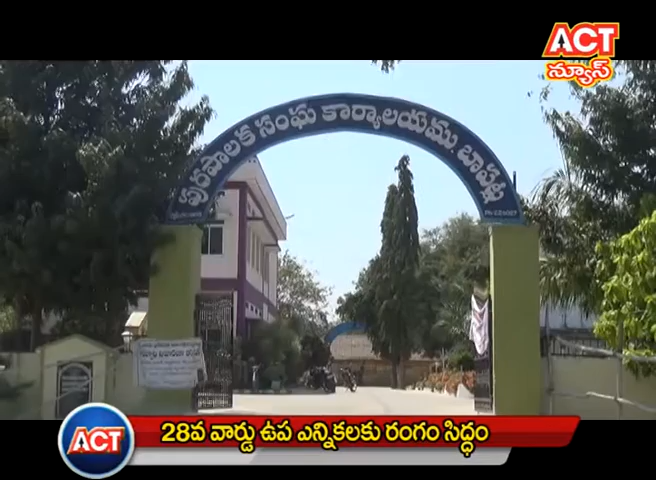 ACT
న్యూస్
పురపాలక సంఘ కార్యాలయము బాపట్ల
ACT
28వ వార్డు ఉప ఎన్నికలకు రంగం సిద్ధం